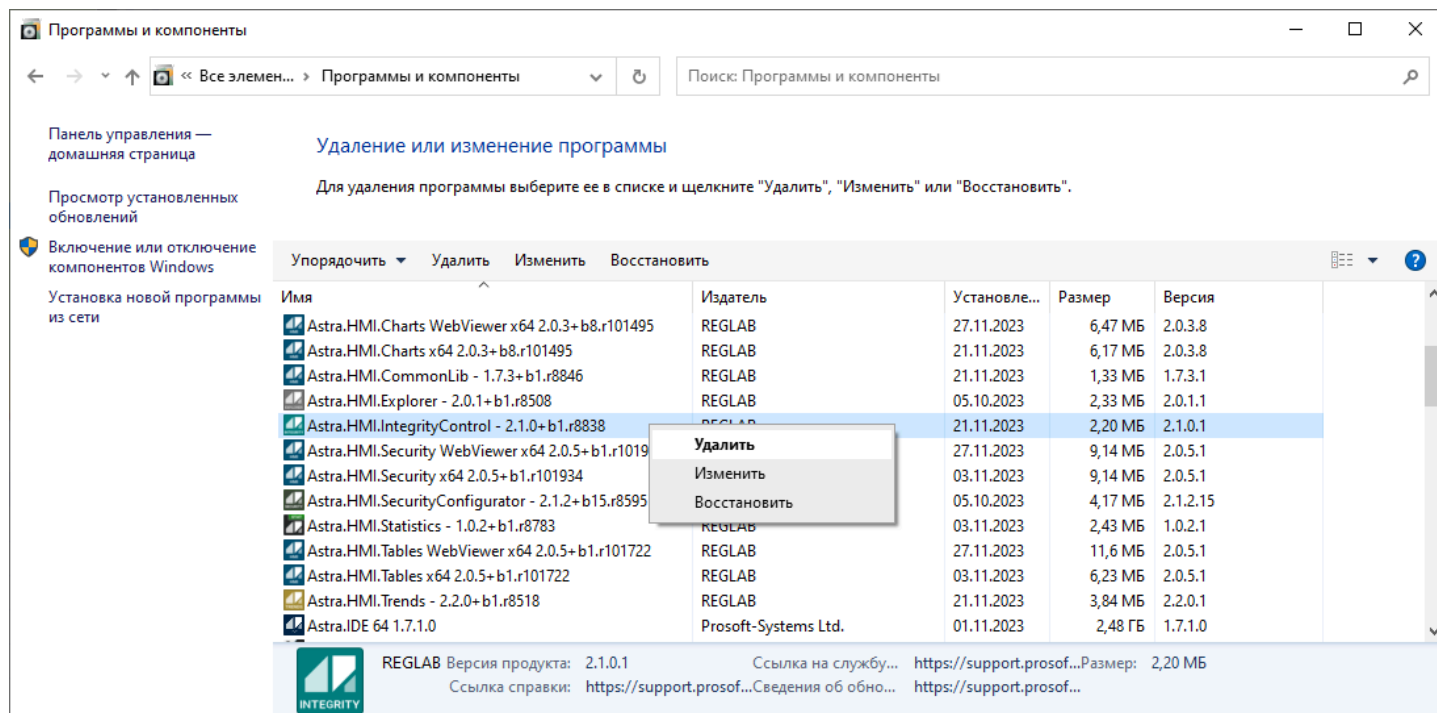 Программы и компоненты
« Все элемен... › Программы и компоненты
Поиск: Программы и компоненты
Панель управления —
домашняя страница
Просмотр установленных
обновлений
Включение или отключение
компонентов Windows
Установка новой программы
из сети
Удаление или изменение программы
Для удаления программы выберите ее в списке и щелкните "Удалить", "Изменить" или "Восстановить".
Упорядочить Удалить Изменить Восстановить
Имя Издатель Установле... Размер Версия
Astra.HMI.Charts WebViewer x64 2.0.3+b8.r101495 REGLAB 27.11.2023 6,47 МБ 2.0.3.8
Astra.HMI.Charts x64 2.0.3+b8.r101495 REGLAB 21.11.2023 6,17 МБ 2.0.3.8
Astra.HMI.CommonLib - 1.7.3+b1.r8846 REGLAB 21.11.2023 1,33 МБ 1.7.3.1
Astra.HMI.Explorer - 2.0.1+b1.r8508 REGLAB 05.10.2023 2,33 МБ 2.0.1.1
Astra.HMI.IntegrityControl - 2.1.0+b1.r8838 REGLAB 21.11.2023 2,20 МБ 2.1.0.1
Astra.HMI.Security WebViewer x64 2.0.5+b1.r1019 27.11.2023 9,14 МБ 2.0.5.1
Astra.HMI.Security x64 2.0.5+b1.r101934 03.11.2023 9,14 МБ 2.0.5.1
Astra.HMI.SecurityConfigurator - 2.1.2+b15.r8595 05.10.2023 4,17 МБ 2.1.2.15
Astra.HMI.Statistics - 1.0.2+b1.r8783 REGLAB 03.11.2023 2,43 МБ 1.0.2.1
Astra.HMI.Tables WebViewer x64 2.0.5+b1.r101722 REGLAB 27.11.2023 11,6 МБ 2.0.5.1
Astra.HMI.Tables x64 2.0.5+b1.r101722 REGLAB 03.11.2023 6,23 МБ 2.0.5.1
Astra.HMI.Trends - 2.2.0+b1.r8518 REGLAB 21.11.2023 3,84 МБ 2.2.0.1
Astra.IDE 64 1.7.1.0 Prosoft-Systems Ltd. 01.11.2023 2,48 ГБ 1.7.1.0
Удалить
Изменить
Восстановить
REGLAB Версия продукта: 2.1.0.1 Ссылка на службу... https://support.prosof... Размер: 2,20 МБ
Ссылка справки: https://support.prosof... Сведения об обно... https://support.prosof...
INTEGRITY